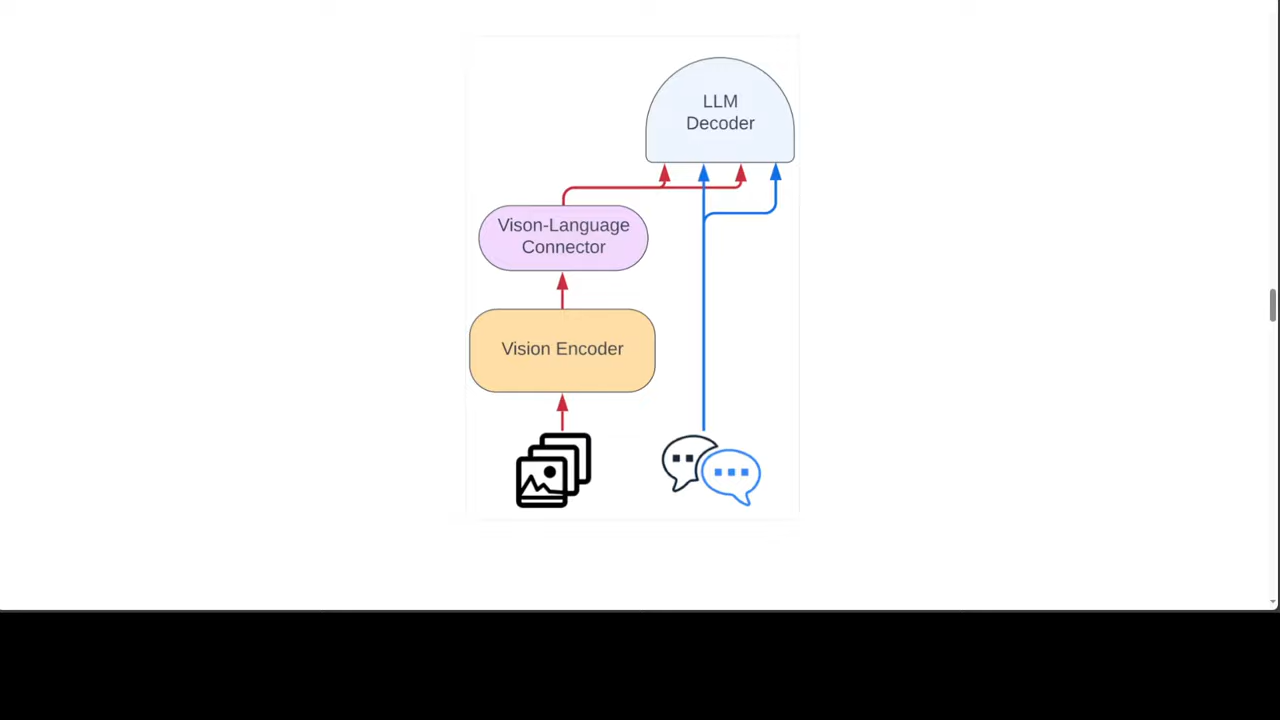 LLM
Decoder
Vison-Language
Connector
Vision Encoder